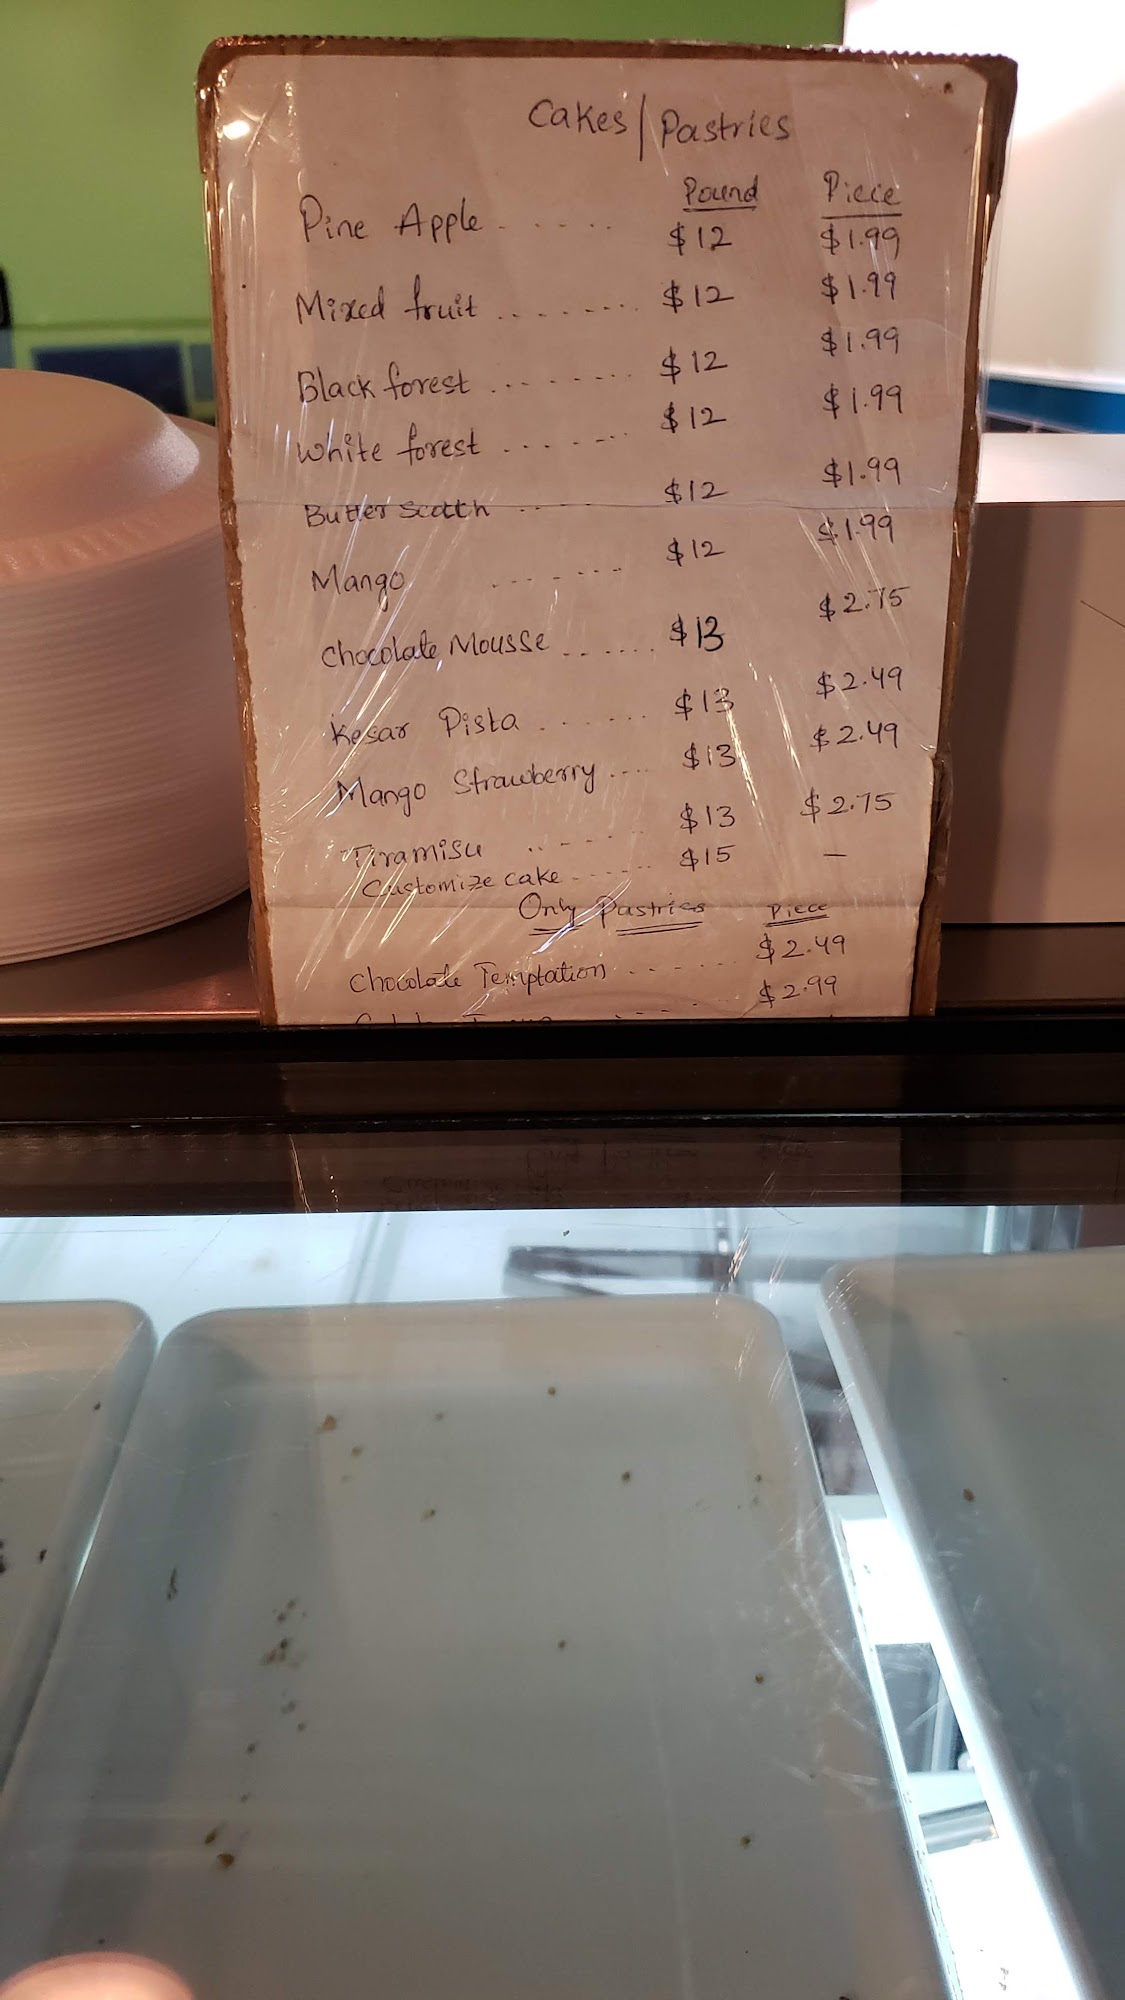 Cakes / Pastries
Pound Piece
Pine Apple ...... $12 $1.99
Mixed fruit ........ $12 $1.99
Black forest ........ $12 $1.99
White forest ....... $12 $1.99
Butter Scotch ...... $12 $1.99
Mango ....... $12 $1.99
Chocolate Mousse ...... $13 $2.75
Kesar Pista ....... $13 $2.49
Mango Strawberry .... $13 $2.49
Tiramisu ....... $13 $2.75
Customize cake ...... $15 —
Only Pastries Piece
Chocolate Temptation ...... $2.49
$2.99